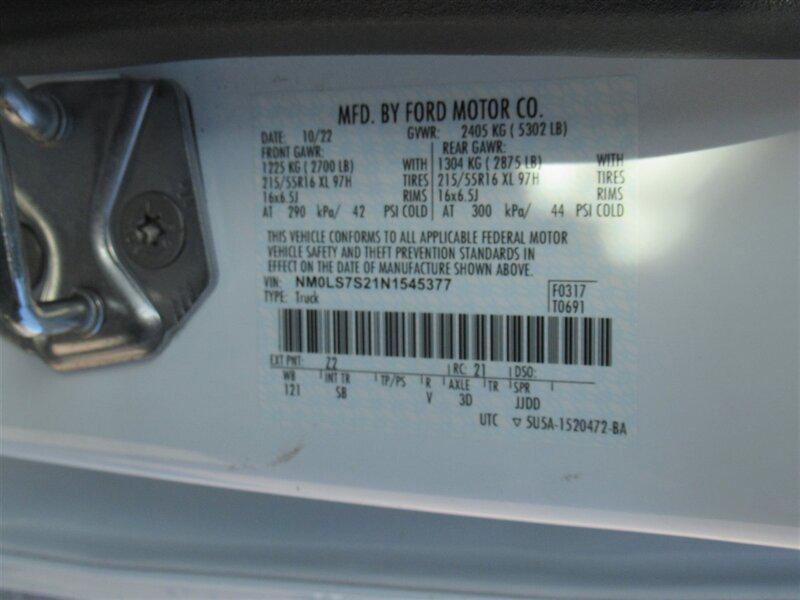 MFD. BY FORD MOTOR CO.
DATE: 10/22 GVWR: 2405 KG ( 5302 LB)
FRONT GAWR: REAR GAWR:
1225 KG ( 2700 LB) WITH 1304 KG ( 2875 LB) WITH
215/55R16 XL 97H TIRES 215/55R16 XL 97H TIRES
16x6.5J RIMS 16x6.5J RIMS
AT 290 kPa/ 42 PSI COLD AT 300 kPa/ 44 PSI COLD
THIS VEHICLE CONFORMS TO ALL APPLICABLE FEDERAL MOTOR
VEHICLE SAFETY AND THEFT PREVENTION STANDARDS IN
EFFECT ON THE DATE OF MANUFACTURE SHOWN ABOVE.
VIN: NM0LS7S21N1545377 F0317
TYPE: Truck T0691
EXT PNT: Z2 RC: 21 DSO:
WB INT TR TP/PS R AXLE TR SPR
121 SB V 3D JJDD
UTC ▽ 5U5A-1520472-BA